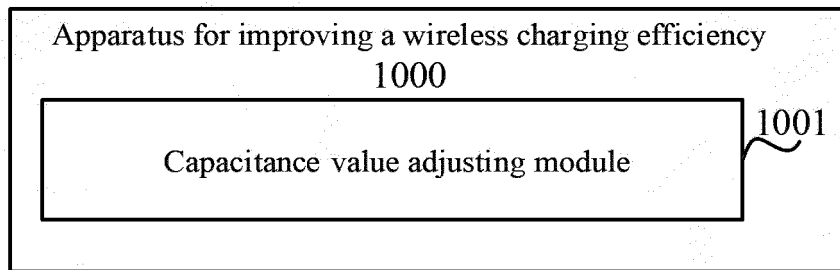 Apparatus for improving a wireless charging efficiency
1000
1001
Capacitance value adjusting module